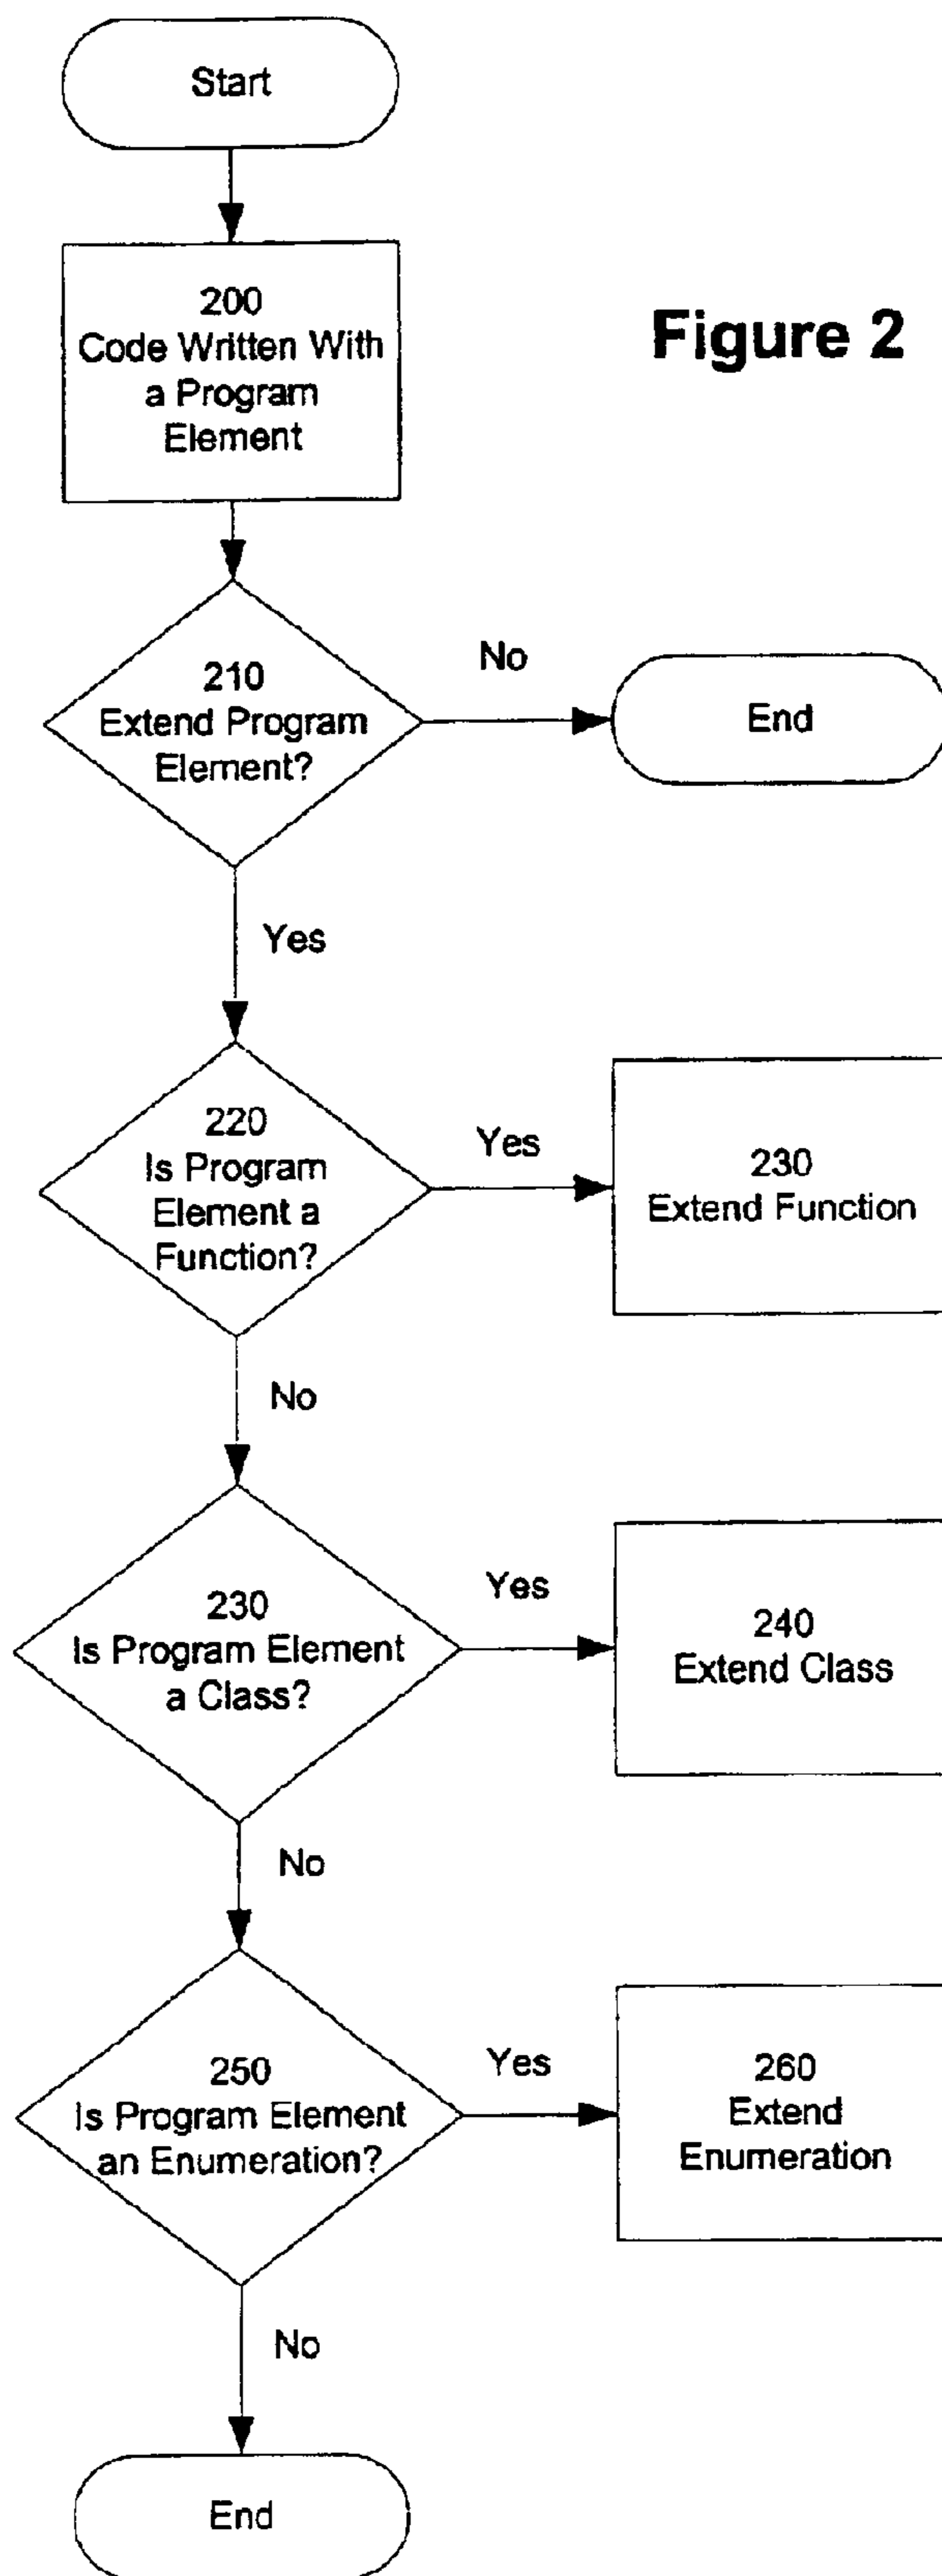 Start
200
Code Written With
a Program
Element
Figure 2
210
Extend Program
Element?
No
End
Yes
220
Is Program
Element a
Function?
Yes
230
Extend Function
No
230
Is Program Element
a Class?
Yes
240
Extend Class
No
250
Is Program Element
an Enumeration?
Yes
260
Extend
Enumeration
No
End